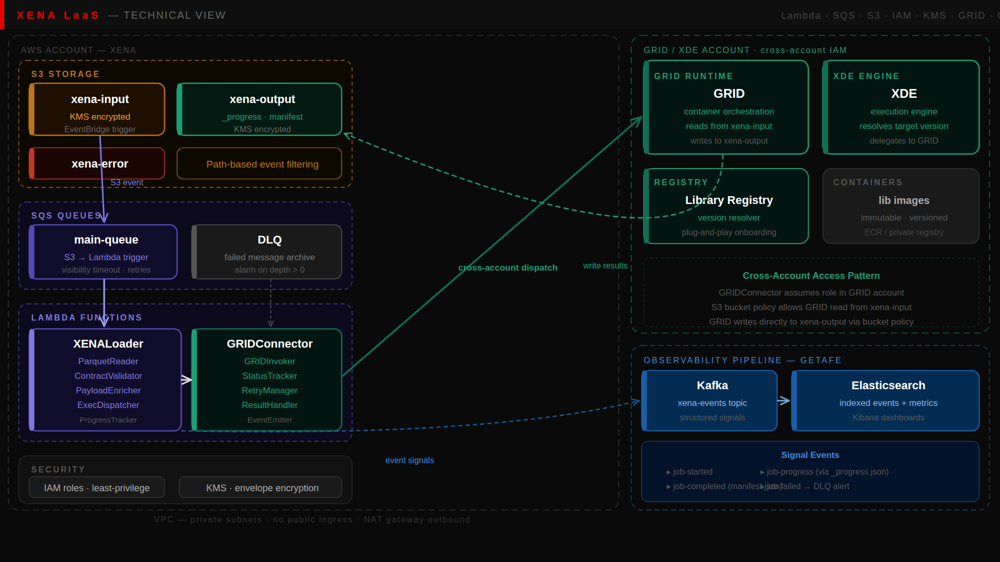 XENA LaaS — TECHNICAL VIEW
Lambda · SQS · S3 · IAM · KMS · GRID ·
AWS ACCOUNT — XENA
S3 STORAGE
xena-input
KMS encrypted
EventBridge trigger
xena-output
_progress · manifest
KMS encrypted
xena-error
Path-based event filtering
S3 event
SQS QUEUES
main-queue
S3 → Lambda trigger
visibility timeout · retries
DLQ
failed message archive
alarm on depth > 0
LAMBDA FUNCTIONS
XENALoader
ParquetReader
ContractValidator
PayloadEnricher
ExecDispatcher
ProgressTracker
GRIDConnector
GRIDInvoker
StatusTracker
RetryManager
ResultHandler
EventEmitter
SECURITY
IAM roles · least-privilege
KMS · envelope encryption
VPC — private subnets · no public ingress · NAT gateway outbound
cross-account dispatch
write results
event signals
GRID / XDE ACCOUNT · cross-account IAM
GRID RUNTIME
GRID
container orchestration
reads from xena-input
writes to xena-output
XDE ENGINE
XDE
execution engine
resolves target version
delegates to GRID
REGISTRY
Library Registry
version resolver
plug-and-play onboarding
CONTAINERS
lib images
immutable · versioned
ECR / private registry
Cross-Account Access Pattern
GRIDConnector assumes role in GRID account
S3 bucket policy allows GRID read from xena-input
GRID writes directly to xena-output via bucket policy
OBSERVABILITY PIPELINE — GETAFE
Kafka
xena-events topic
structured signals
Elasticsearch
indexed events + metrics
Kibana dashboards
Signal Events
▸ job-started
▸ job-progress (via _progress.json)
▸ job-completed (manifest.json)
▸ job-failed → DLQ alert